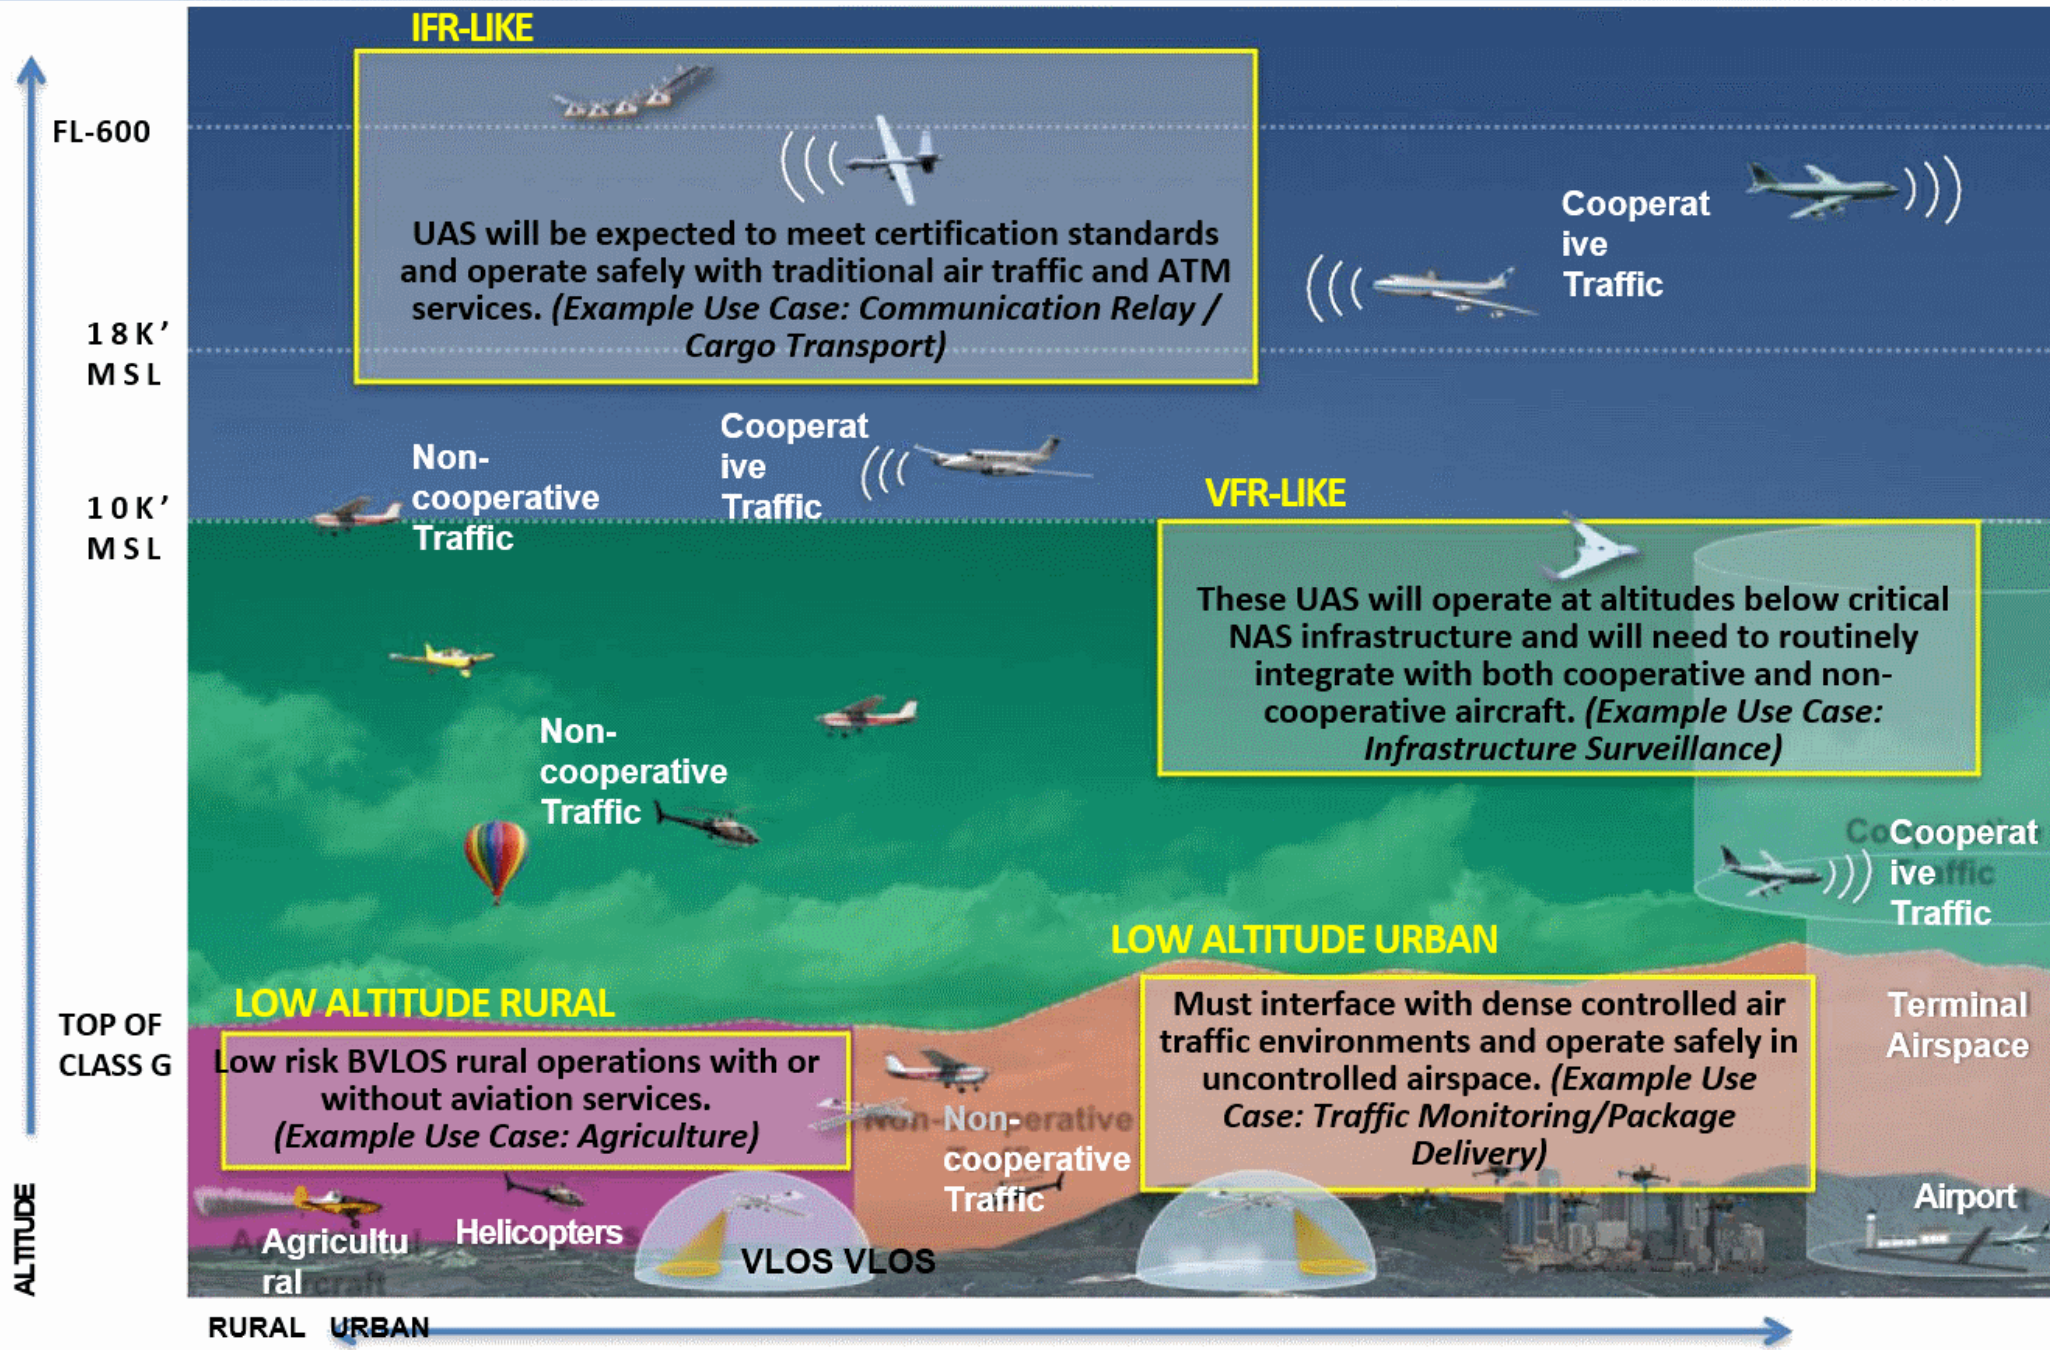 IFR-LIKE
FL-600
UAS will be expected to meet certification standards
and operate safely with traditional air traffic and ATM
services. (Example Use Case: Communication Relay /
Cargo Transport)
Cooperat
ive
Traffic
18K’
MSL
Non-
cooperative
Traffic
Cooperat
ive
Traffic
10K’
MSL
VFR-LIKE
These UAS will operate at altitudes below critical
NAS infrastructure and will need to routinely
integrate with both cooperative and non-
cooperative aircraft. (Example Use Case:
Infrastructure Surveillance)
Non-
cooperative
Traffic
Cooperat
ive
Traffic
LOW ALTITUDE URBAN
Must interface with dense controlled air
traffic environments and operate safely in
uncontrolled airspace. (Example Use
Case: Traffic Monitoring/Package
Delivery)
Terminal
Airspace
LOW ALTITUDE RURAL
TOP OF
CLASS G
Low risk BVLOS rural operations with or
without aviation services.
(Example Use Case: Agriculture)
Non-
cooperative
Traffic
Airport
Agricultu
ral
Helicopters
VLOS VLOS
ALTITUDE
RURAL URBAN